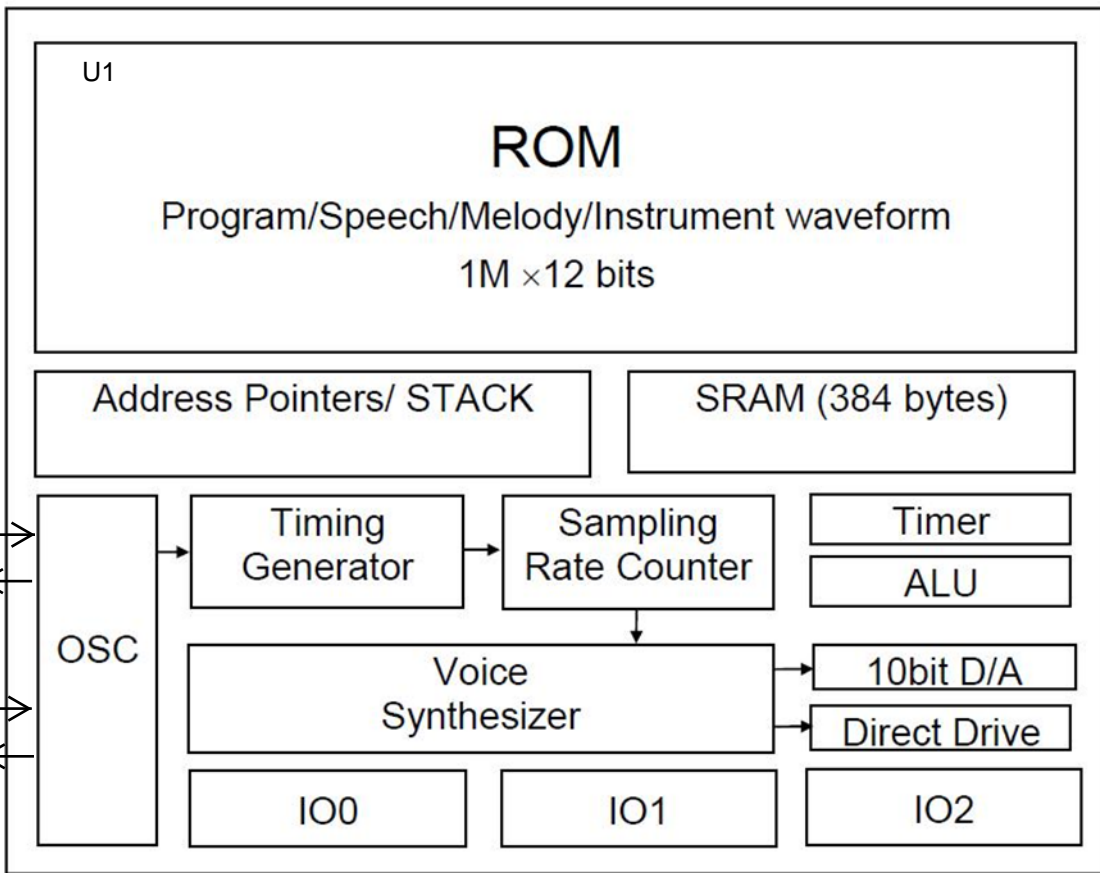 U1
ROM
Program/Speech/Melody/Instrument waveform
1M ×12 bits
Address Pointers/ STACK
SRAM (384 bytes)
OSC
Timing
Generator
Sampling
Rate Counter
Timer
ALU
Voice
Synthesizer
10bit D/A
Direct Drive
IO0
IO1
IO2